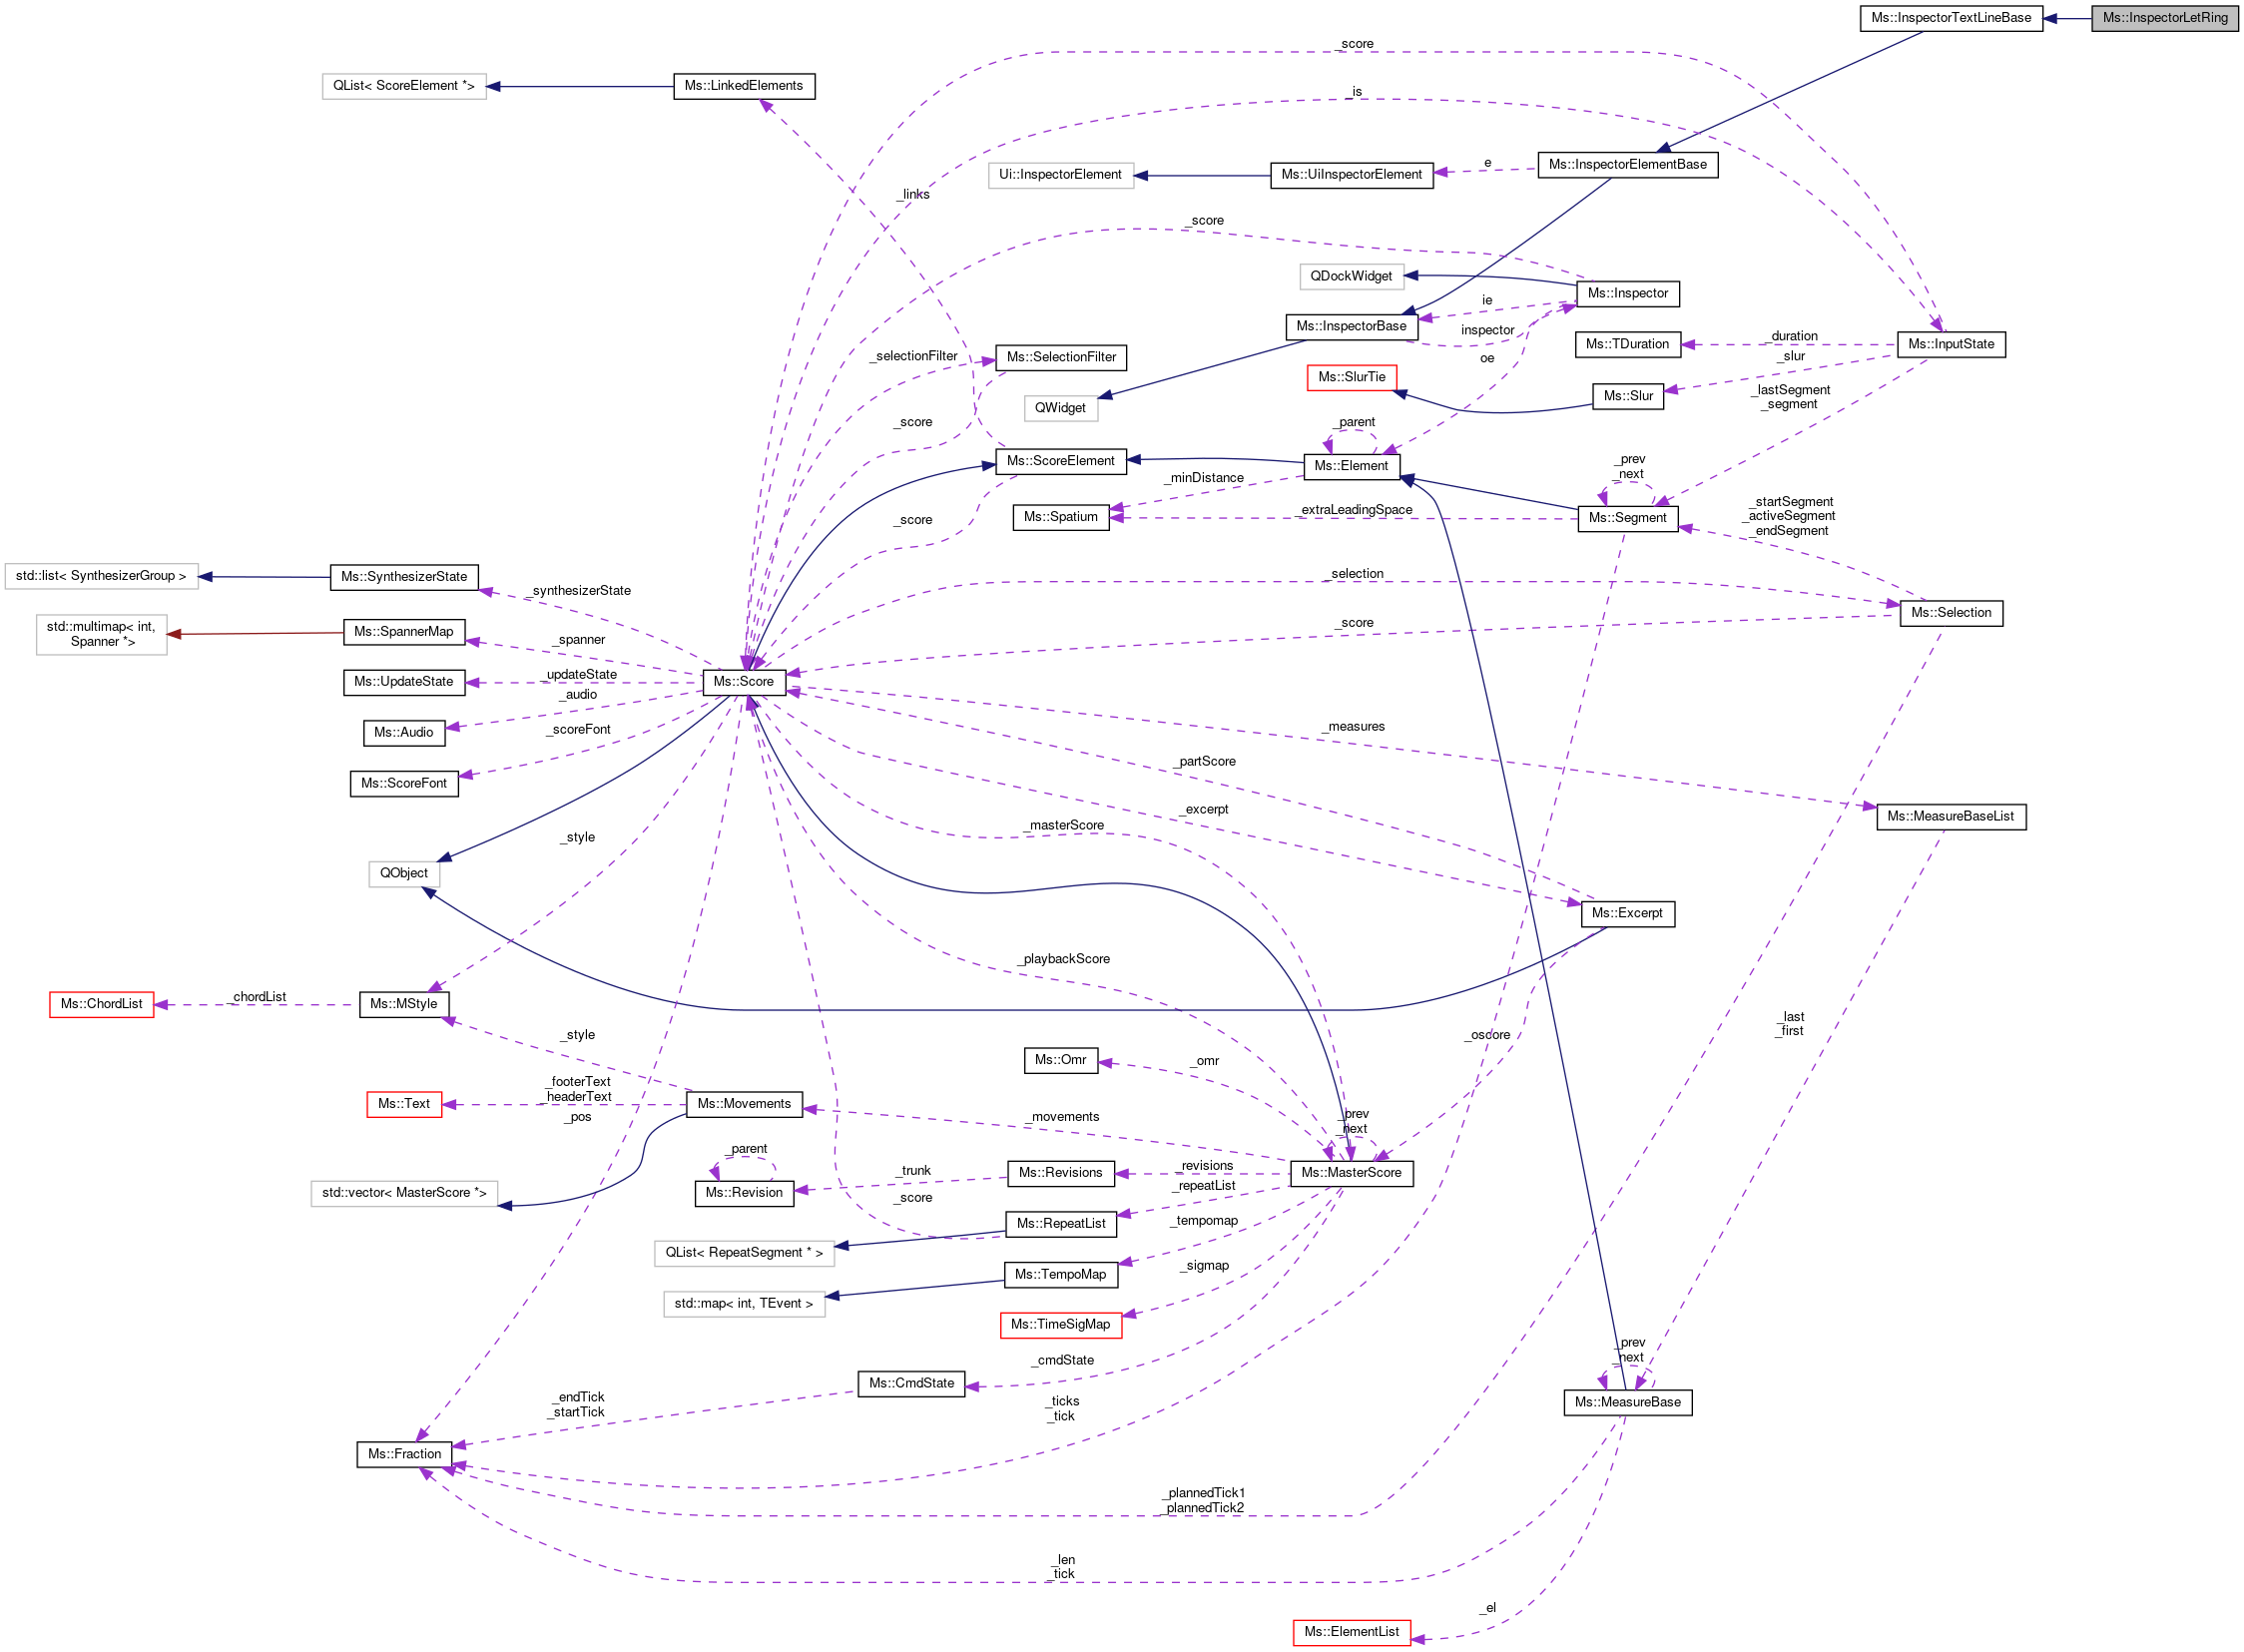 Ms::InspectorTextLineBase
Ms::InspectorLetRing
_score
QList< ScoreElement *>
Ms::LinkedElements
_is
Ms::InspectorElementBase
e
Ui::InspectorElement
Ms::UiInspectorElement
_links
_score
QDockWidget
Ms::Inspector
ie
Ms::InspectorBase
inspector
_duration
Ms::TDuration
Ms::InputState
_selectionFilter
Ms::SelectionFilter
oe
_slur
Ms::SlurTie
Ms::Slur
_lastSegment
_segment
QWidget
_score
_parent
Ms::ScoreElement
Ms::Element
_prev
_next
_minDistance
_startSegment
_activeSegment
_endSegment
_score
Ms::Spatium
_extraLeadingSpace
Ms::Segment
std::list< SynthesizerGroup >
Ms::SynthesizerState
_synthesizerState
_selection
Ms::Selection
std::multimap< int,
Spanner *>
Ms::SpannerMap
_spanner
_score
Ms::UpdateState
_updateState
Ms::Score
_audio
Ms::Audio
_scoreFont
_measures
Ms::ScoreFont
_partScore
_excerpt
Ms::MeasureBaseList
_style
_masterScore
QObject
Ms::Excerpt
_playbackScore
Ms::ChordList
_chordList
Ms::MStyle
_last
_first
_style
_oscore
Ms::Omr
_omr
_footerText
_headerText
Ms::Text
Ms::Movements
_pos
_movements
_prev
_next
_parent
_trunk
Ms::Revisions
_revisions
Ms::MasterScore
std::vector< MasterScore *>
Ms::Revision
_score
_repeatList
Ms::RepeatList
_tempomap
QList< RepeatSegment * >
Ms::TempoMap
_sigmap
std::map< int, TEvent >
Ms::TimeSigMap
_prev
_next
_cmdState
Ms::CmdState
_endTick
_startTick
_ticks
_tick
Ms::MeasureBase
Ms::Fraction
_plannedTick1
_plannedTick2
_len
_tick
_el
Ms::ElementList